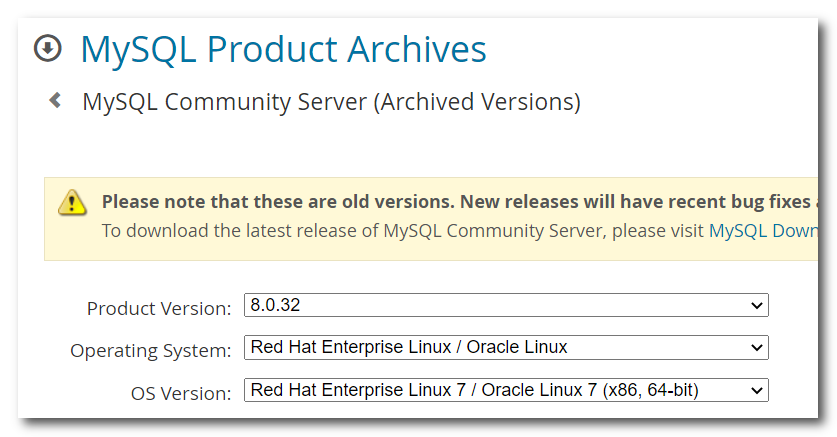 MySQL Product Archives
MySQL Community Server (Archived Versions)
Please note that these are old versions. New releases will have recent bug fixes
To download the latest release of MySQL Community Server, please visit MySQL Down
Product Version: 8.0.32
Operating System: Red Hat Enterprise Linux / Oracle Linux
OS Version: Red Hat Enterprise Linux 7 / Oracle Linux 7 (x86, 64-bit)